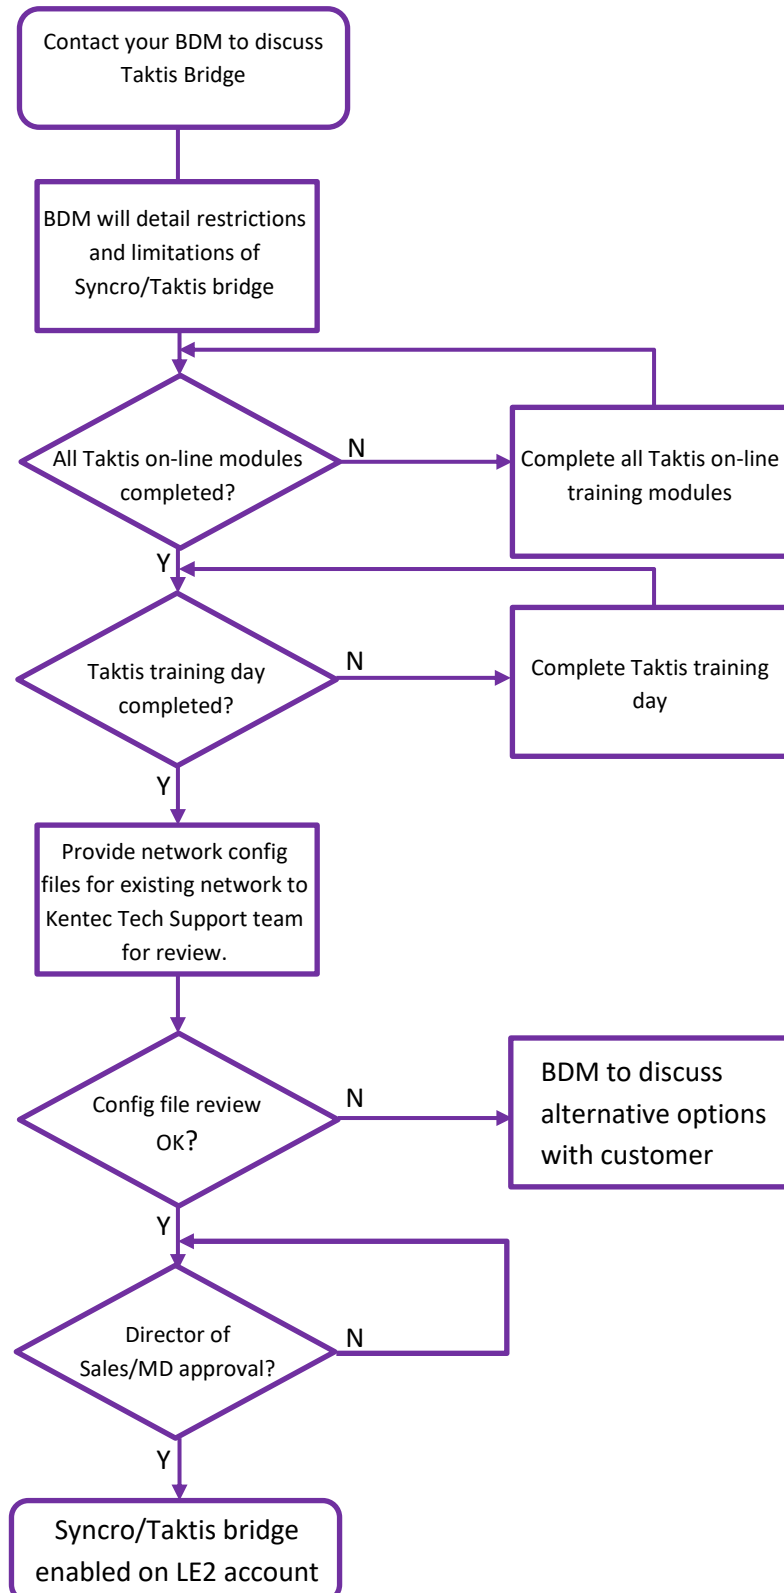 Contact your BDM to discuss
Taktis Bridge
BDM will detail restrictions
and limitations of
Syncro/Taktis bridge
All Taktis on-line modules
completed?
N
Complete all Taktis on-line
training modules
Y
Taktis training day
completed?
N
Complete Taktis training
day
Y
Provide network config
files for existing network to
Kentec Tech Support team
for review.
Config file review
OK?
N
BDM to discuss
alternative options
with customer
Y
Director of
Sales/MD approval?
N
Y
Syncro/Taktis bridge
enabled on LE2 account